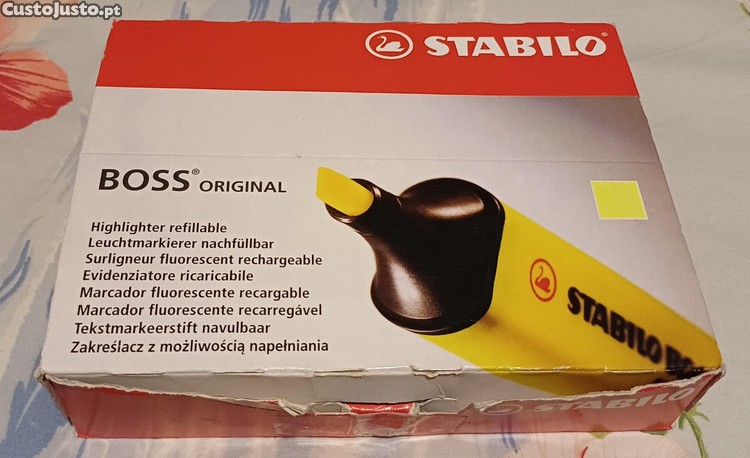 CustoJusto.pt
STABILO®
BOSS® ORIGINAL
Highlighter refillable
Leuchtmarkierer nachfüllbar
Surligneur fluorescent rechargeable
Evidenziatore ricaricabile
Marcador fluorescente recargable
Marcador fluorescente recarregável
Tekstmarkeerstift navulbaar
Zakreślacz z możliwością napełniania
STABILO
STABILO